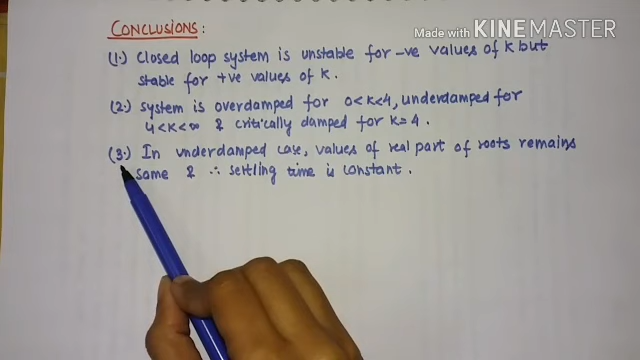 Made with KINEMASTER
CONCLUSIONS:
(1.) Closed loop system is unstable for -ve values of K but
stable for +ve values of K.
(2.) System is overdamped for 0<K<4, underdamped for
4<K<∞ & critically damped for K=4.
(3.) In underdamped case, values of real part of roots remains
same & ∴ settling time is constant.